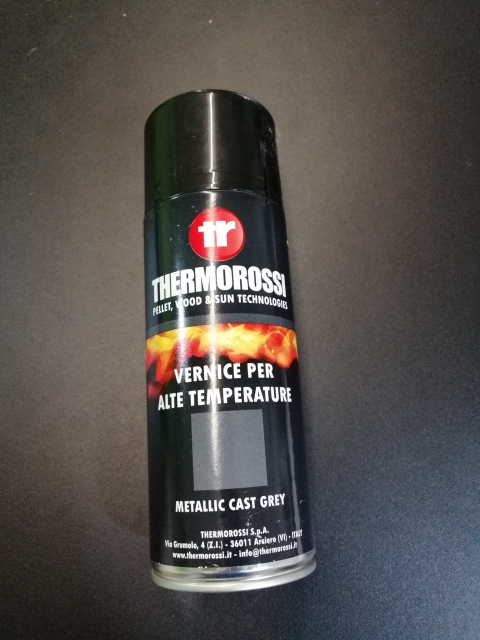 tr
THERMOROSSI
PELLET, WOOD & SUN TECHNOLOGIES
VERNICE PER
ALTE TEMPERATURE
METALLIC CAST GREY
THERMOROSSI S.p.A.
Via Grumolo, 4 (Z.I.) - 36011 Arsiero (VI) - ITALY
www.thermorossi.it - info@thermorossi.it